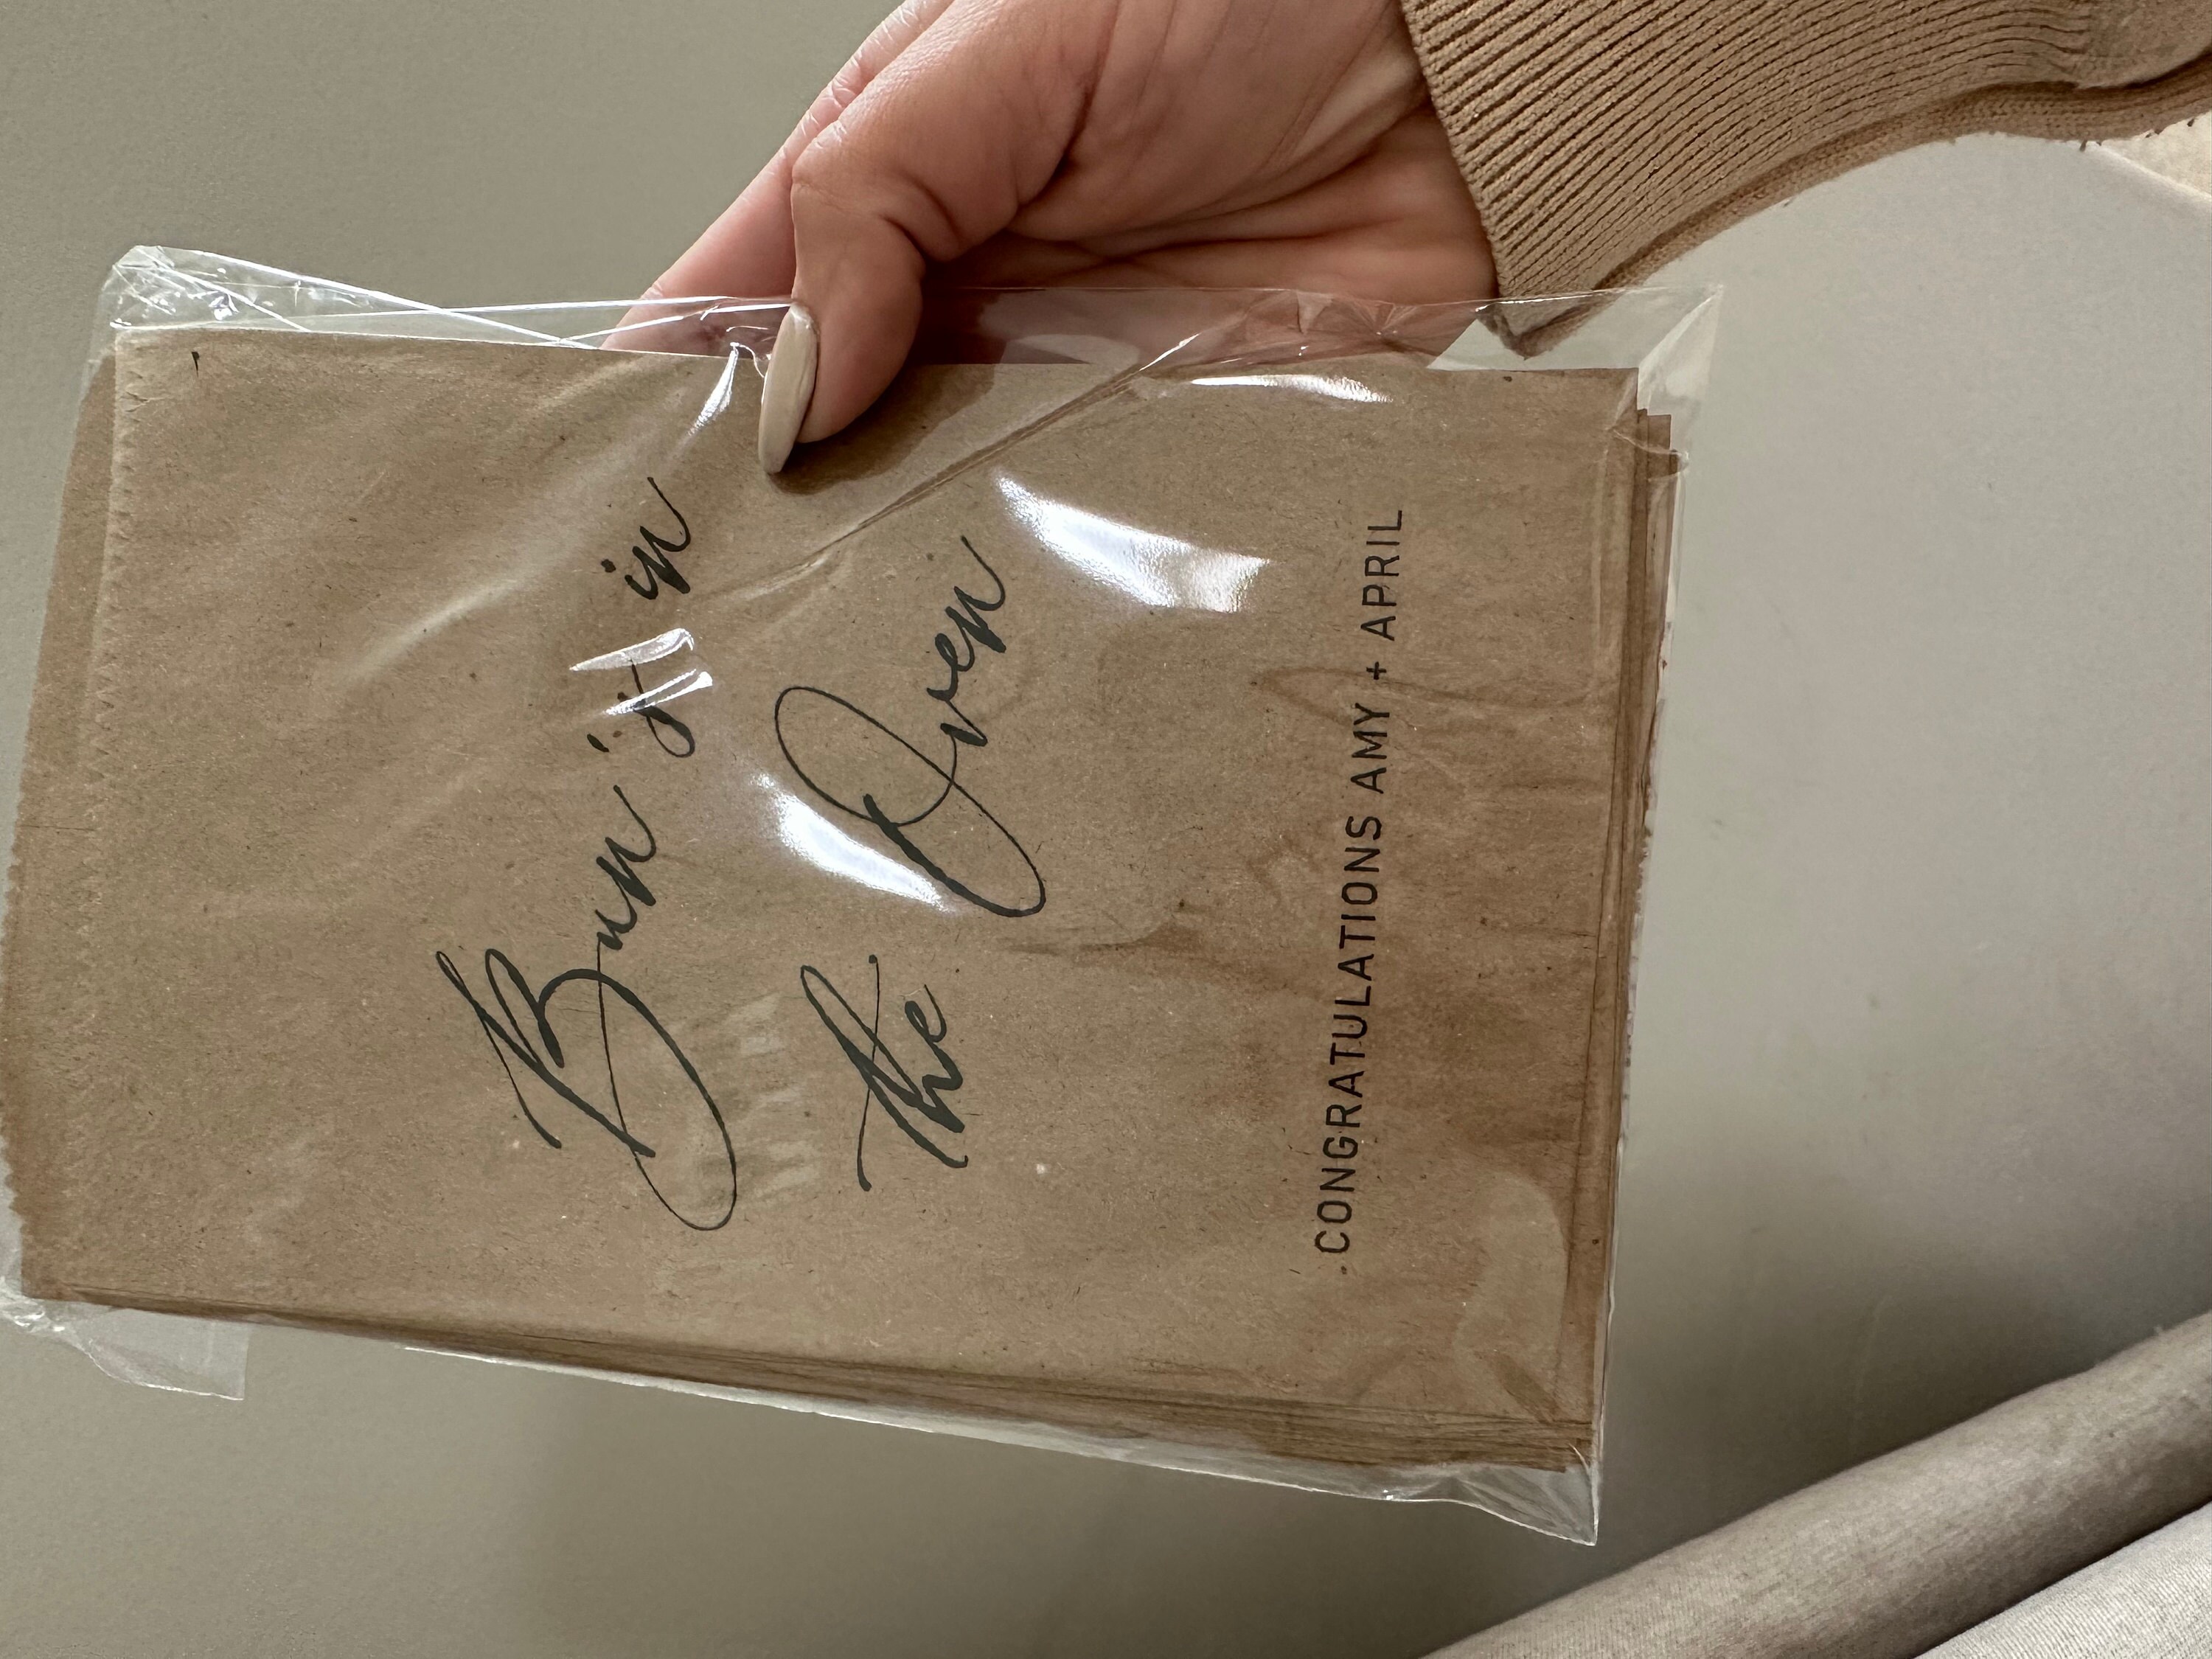 Bun's in
the Oven
CONGRATULATIONS AMY + APRIL